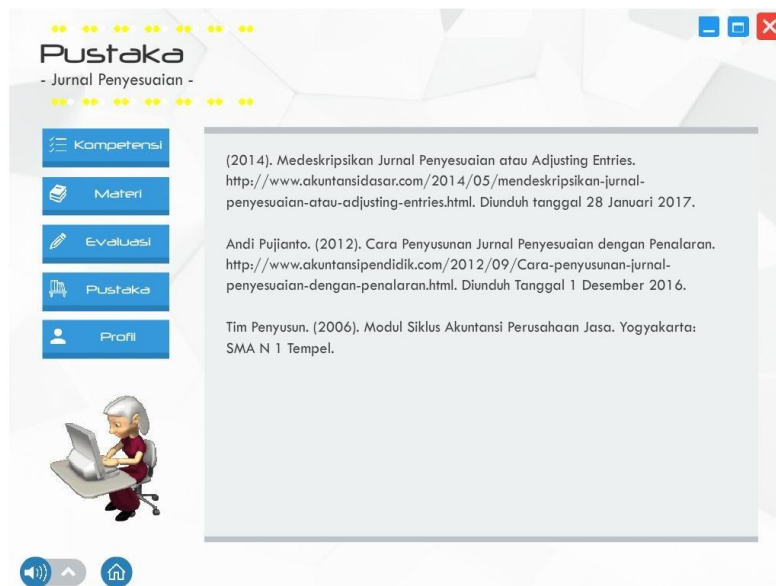 Pustaka
- Jurnal Penyesuaian -
Kompetensi
Materi
Evaluasi
Pustaka
Profil
(2014). Medeskripsikan Jurnal Penyesuaian atau Adjusting Entries.
http://www.akuntansidasar.com/2014/05/mendeskripsikan-jurnal-
penyesuaian-atau-adjusting-entries.html. Diunduh tanggal 28 Januari 2017.
Andi Pujianto. (2012). Cara Penyusunan Jurnal Penyesuaian dengan Penalaran.
http://www.akuntansipendidik.com/2012/09/Cara-penyusunan-jurnal-
penyesuaian-dengan-penalaran.html. Diunduh Tanggal 1 Desember 2016.
Tim Penyusun. (2006). Modul Siklus Akuntansi Perusahaan Jasa. Yogyakarta:
SMA N 1 Tempel.